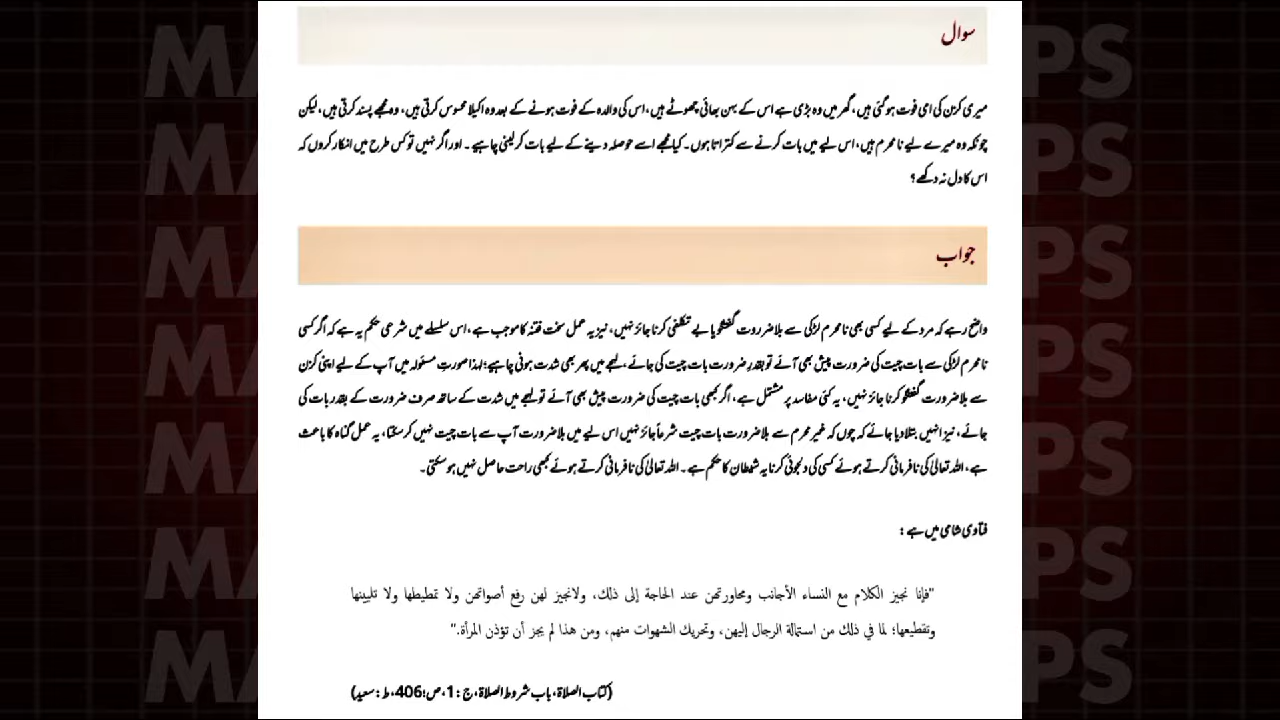 سوال
میری کزن کی امی فوت ہو گئی ہیں، گھر میں وہ بڑی ہے اس کے بہن بھائی چھوٹے ہیں، اس کی والدہ کے فوت ہونے کے بعد وہ اکیلا محسوس کرتی ہیں، وہ مجھے پسند کرتی ہیں، لیکن
چونکہ وہ میرے لیے نامحرم ہیں، اس لیے میں بات کرنے سے کتراتا ہوں۔ کیا مجھے اسے حوصلہ دینے کے لیے بات کر لینی چاہیے ۔ اور اگر نہیں تو کس طرح میں انکار کروں کہ
اس کا دل نہ دکھے؟
جواب
واضح رہے کہ مرد کے لیے کسی بھی نامحرم لڑکی سے بلاضرروت گفتگو یا بے تکلفی کرنا جائز نہیں، نیز یہ عمل سخت فتنہ کا موجب ہے، اس سلسلے میں شرعی حکم یہ ہے کہ اگر کسی
نامحرم لڑکی سے بات چیت کی ضرورت پیش بھی آئے تو بقدرِ ضرورت بات چیت کی جائے، لہجے میں پھر بھی شدت ہونی چاہیے؛ لہذا صورتِ مسئولہ میں آپ کے لیے اپنی کزن
سے بلاضرورت گفتگو کرنا جائز نہیں، یہ کئی مفاسد پر مشتمل ہے، اگر کبھی بات چیت کی ضرورت پیش بھی آئے تو لہجے میں شدت کے ساتھ صرف ضرورت کے بقدر بات کی
جائے، نیز انہیں بتلادیا جائے کہ چوں کہ غیر محرم سے بلاضرورت بات چیت شرعاً جائز نہیں اس لیے میں بلاضرورت آپ سے بات چیت نہیں کر سکتا، یہ عمل گناہ کا باعث
ہے، اللہ تعالیٰ کی نافرمانی کرتے ہوئے کسی کی دلجوئی کرنا یہ شیطان کا حکم ہے۔ اللہ تعالیٰ کی نافرمانی کرتے ہوئے کبھی راحت حاصل نہیں ہو سکتی۔
فتاوی شامی میں ہے :
"فإنا نجيز الكلام مع النساء الأجانب ومحاورتهن عند الحاجة إلى ذلك، ولانجيز لهن رفع أصواتهن ولا تمطيطها ولا تليينها
وتقطيعها؛ لما في ذلك من استمالة الرجال إليهن، وتحريك الشهوات منهم، ومن هذا لم يجز أن تؤذن المرأة."
(کتاب الصلاة، باب شروط الصلاة، ج :1، ص؛406، ط : سعید)